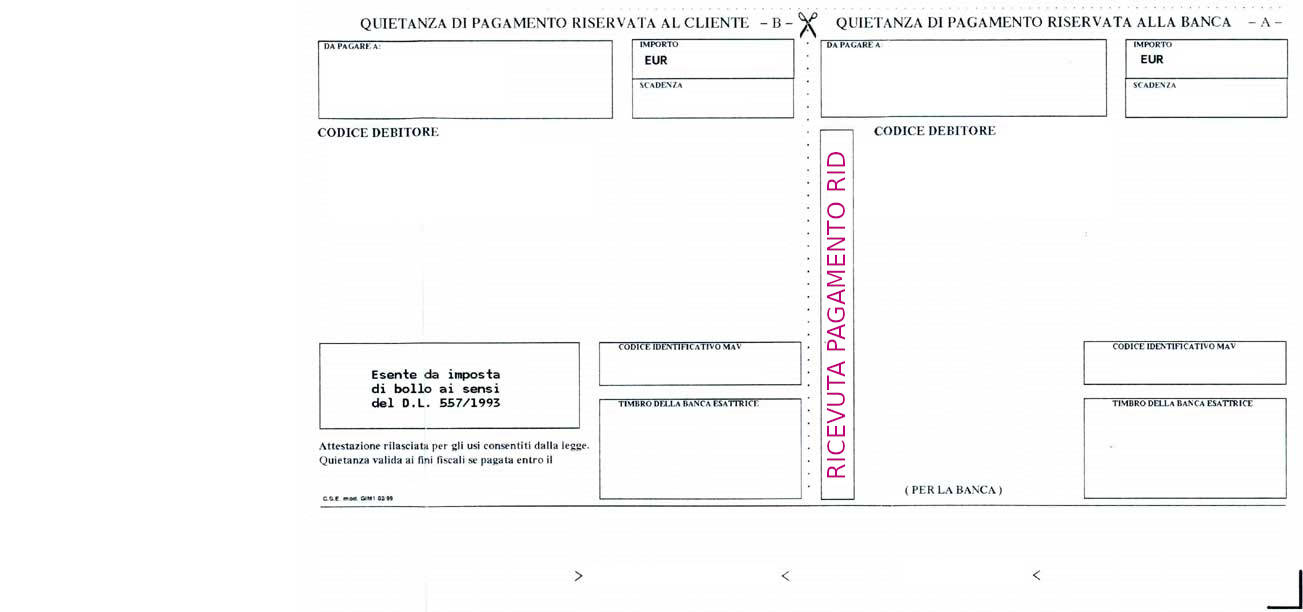 QUIETANZA DI PAGAMENTO RISERVATA AL CLIENTE – B –
DA PAGARE A:
IMPORTO
EUR
SCADENZA
CODICE DEBITORE
Esente da imposta
di bollo ai sensi
del D.L. 557/1993
CODICE IDENTIFICATIVO MAV
TIMBRO DELLA BANCA ESATTRICE
Attestazione rilasciata per gli usi consentiti dalla legge.
Quietanza valida ai fini fiscali se pagata entro il
C.S.E. mod. GIM1 02/99
QUIETANZA DI PAGAMENTO RISERVATA ALLA BANCA – A –
DA PAGARE A:
IMPORTO
EUR
SCADENZA
RICEVUTA PAGAMENTO RID
CODICE DEBITORE
CODICE IDENTIFICATIVO MAV
TIMBRO DELLA BANCA ESATTRICE
( PER LA BANCA )
> < <